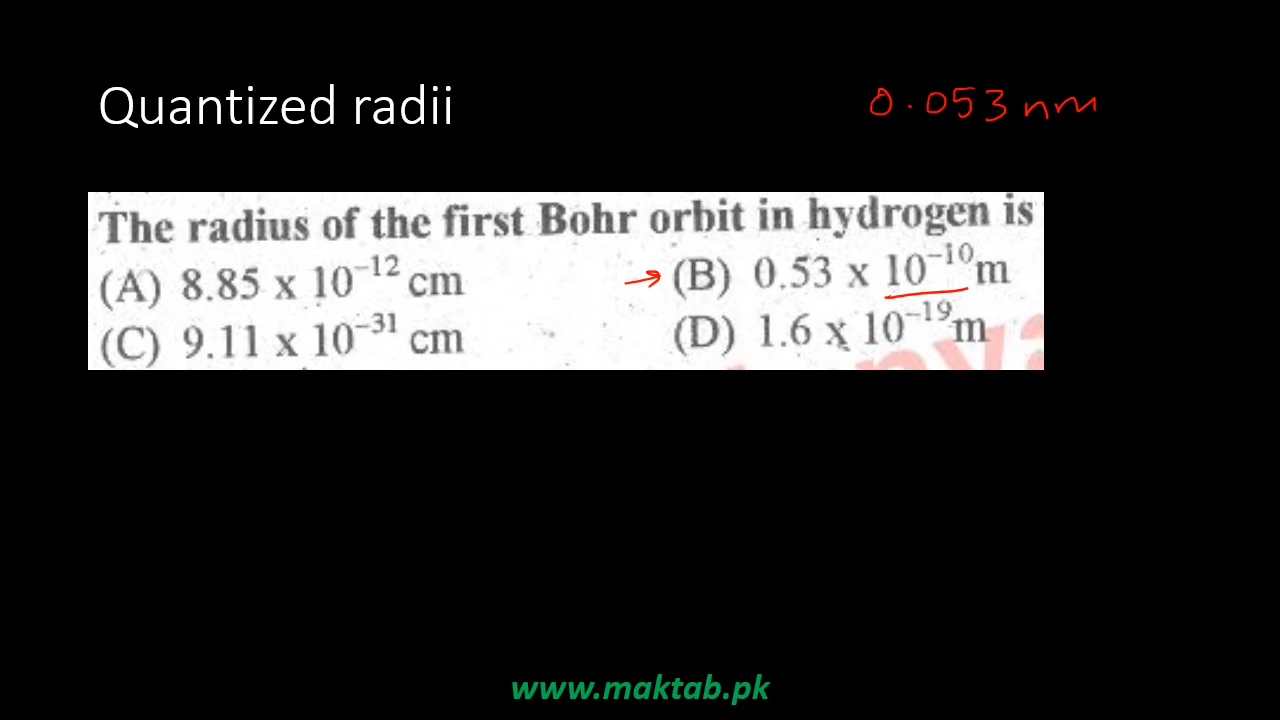 Quantized radii
0.053 nm
The radius of the first Bohr orbit in hydrogen is
(A) 8.85 x 10⁻¹² cm
(B) 0.53 x 10⁻¹⁰ m
(C) 9.11 x 10⁻³¹ cm
(D) 1.6 x 10⁻¹⁹ m
www.maktab.pk